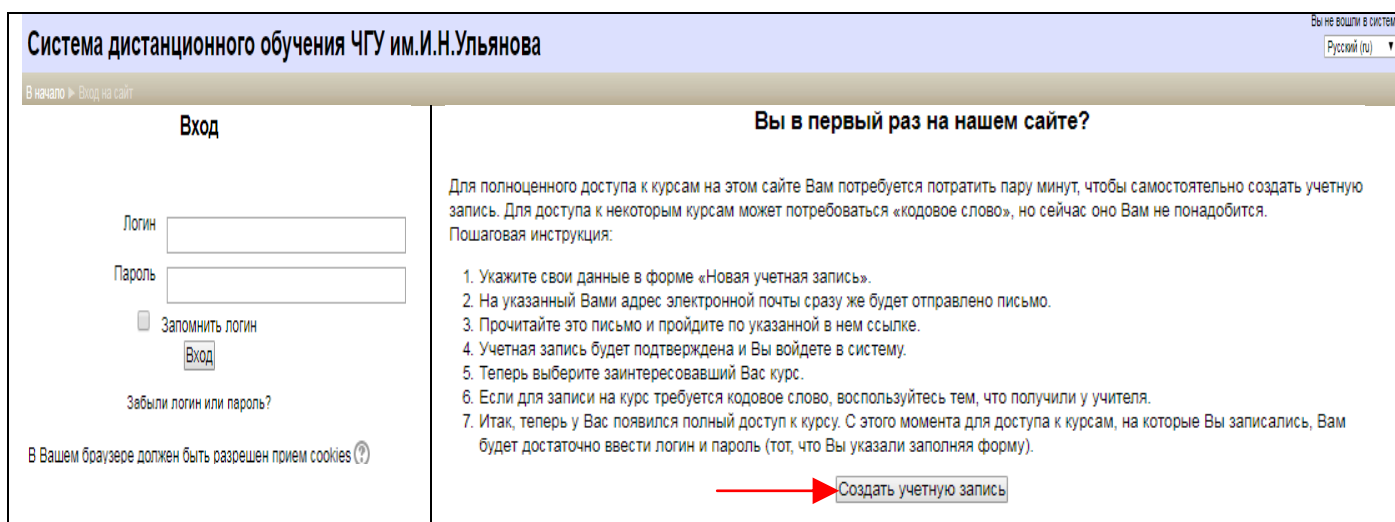 Вы не вошли в систем
Система дистанционного обучения ЧГУ им.И.Н.Ульянова
Русский (ru)
В начало ► Вход на сайт
Вход
Логин
Пароль
Запомнить логин
Вход
Забыли логин или пароль?
В Вашем браузере должен быть разрешен прием cookies
Вы в первый раз на нашем сайте?
Для полноценного доступа к курсам на этом сайте Вам потребуется потратить пару минут, чтобы самостоятельно создать учетную
запись. Для доступа к некоторым курсам может потребоваться «кодовое слово», но сейчас оно Вам не понадобится.
Пошаговая инструкция:
1. Укажите свои данные в форме «Новая учетная запись».
2. На указанный Вами адрес электронной почты сразу же будет отправлено письмо.
3. Прочитайте это письмо и пройдите по указанной в нем ссылке.
4. Учетная запись будет подтверждена и Вы войдете в систему.
5. Теперь выберите заинтересовавший Вас курс.
6. Если для записи на курс требуется кодовое слово, воспользуйтесь тем, что получили у учителя.
7. Итак, теперь у Вас появился полный доступ к курсу. С этого момента для доступа к курсам, на которые Вы записались, Вам
будет достаточно ввести логин и пароль (тот, что Вы указали заполняя форму).
Создать учетную запись